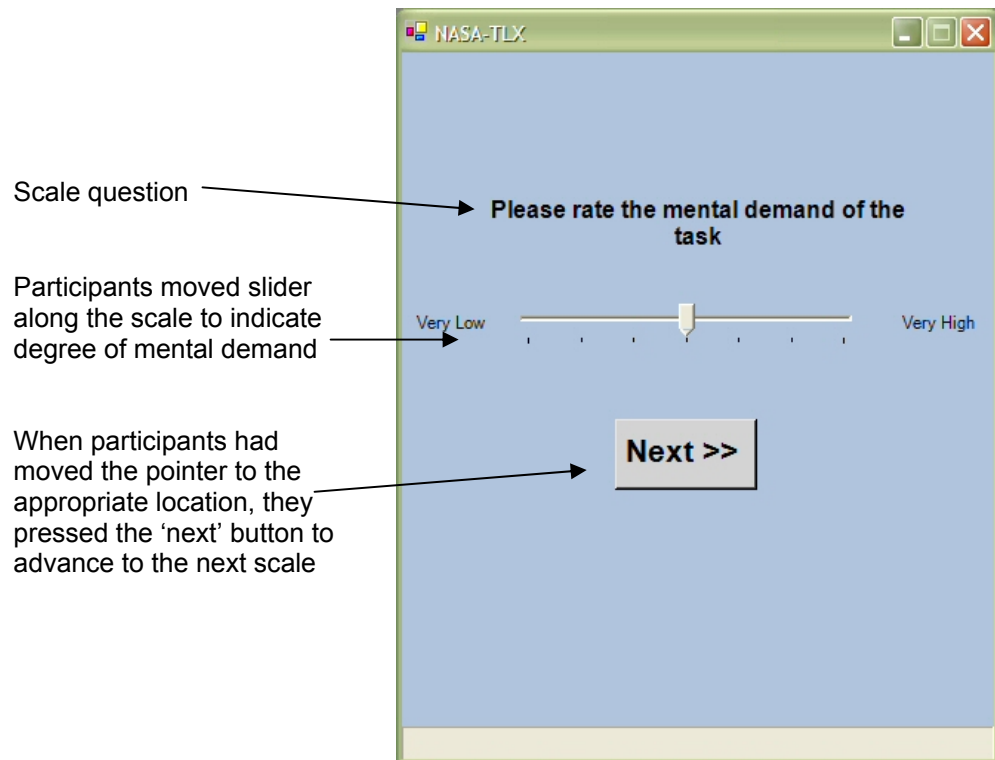 NASA-TLX
Scale question
Please rate the mental demand of the
task
Participants moved slider
along the scale to indicate
degree of mental demand
Very Low
Very High
When participants had
moved the pointer to the
appropriate location, they
pressed the ‘next’ button to
advance to the next scale
Next >>